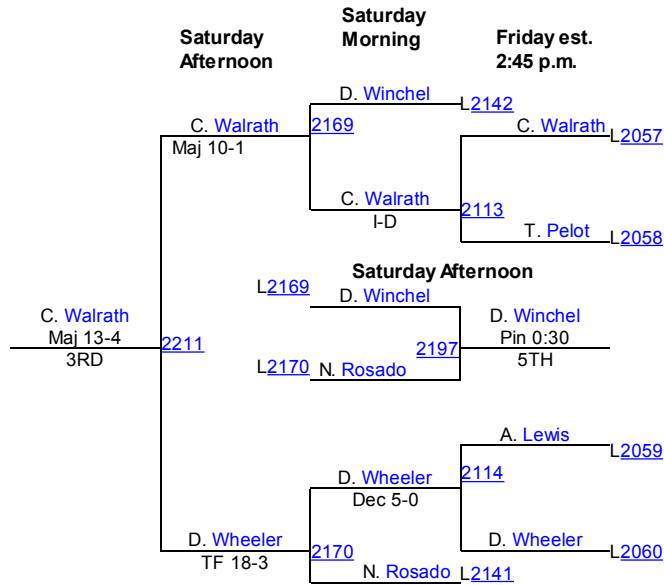 Saturday
Afternoon
Saturday
Morning
Friday est.
2:45 p.m.
D. Winchel
L2142
C. Walrath
2169
C. Walrath
L2057
Maj 10-1
C. Walrath
2113
I-D
T. Pelot
L2058
Saturday Afternoon
L2169
D. Winchel
C. Walrath
D. Winchel
Maj 13-4
2211
2197
Pin 0:30
3RD
5TH
L2170
N. Rosado
A. Lewis
L2059
D. Wheeler
2114
Dec 5-0
D. Wheeler
2170
D. Wheeler
L2060
TF 18-3
N. Rosado
L2141